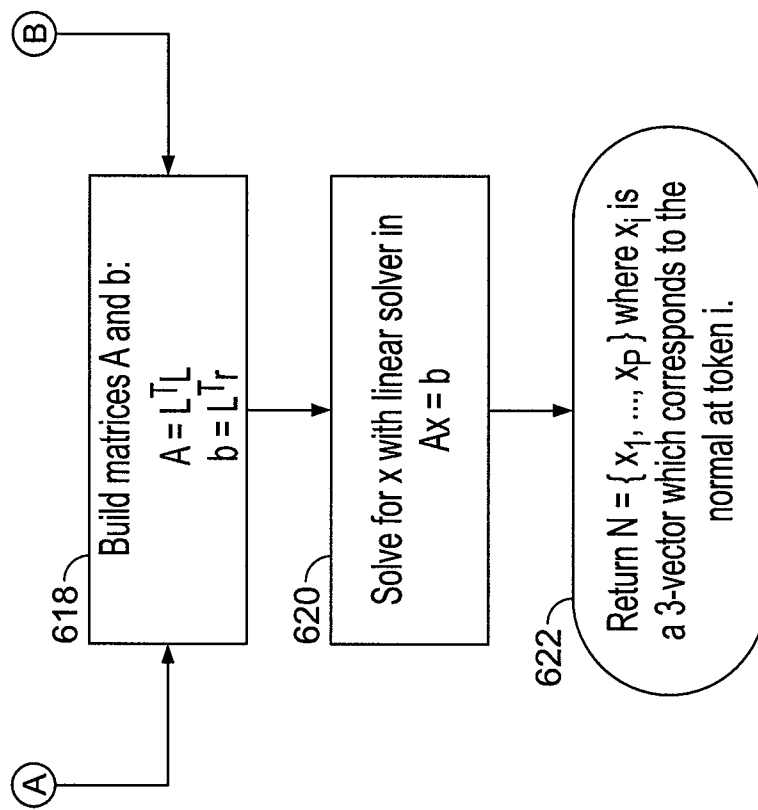 A
B
618
Build matrices A and b:
A = LᵀL
b = Lᵀr
620
Solve for x with linear solver in
Ax = b
622
Return N = { x₁, ..., xₚ } where xᵢ is
a 3-vector which corresponds to the
normal at token i.